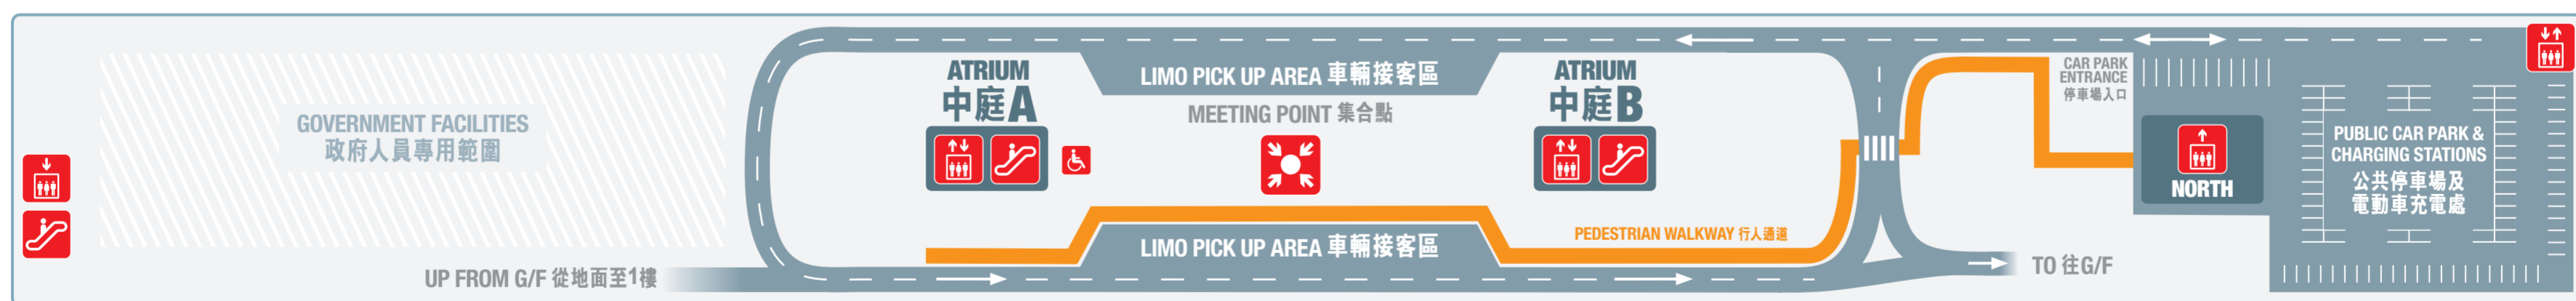 GOVERNMENT FACILITIES
政府人員專用範圍
UP FROM G/F 從地面至1樓
ATRIUM
中庭A
LIMO PICK UP AREA 車輛接客區
MEETING POINT 集合點
ATRIUM
中庭B
LIMO PICK UP AREA 車輛接客區
PEDESTRIAN WALKWAY 行人通道
TO 往G/F
CAR PARK
ENTRANCE
停車場入口
NORTH
PUBLIC CAR PARK &
CHARGING STATIONS
公共停車場及
電動車充電處